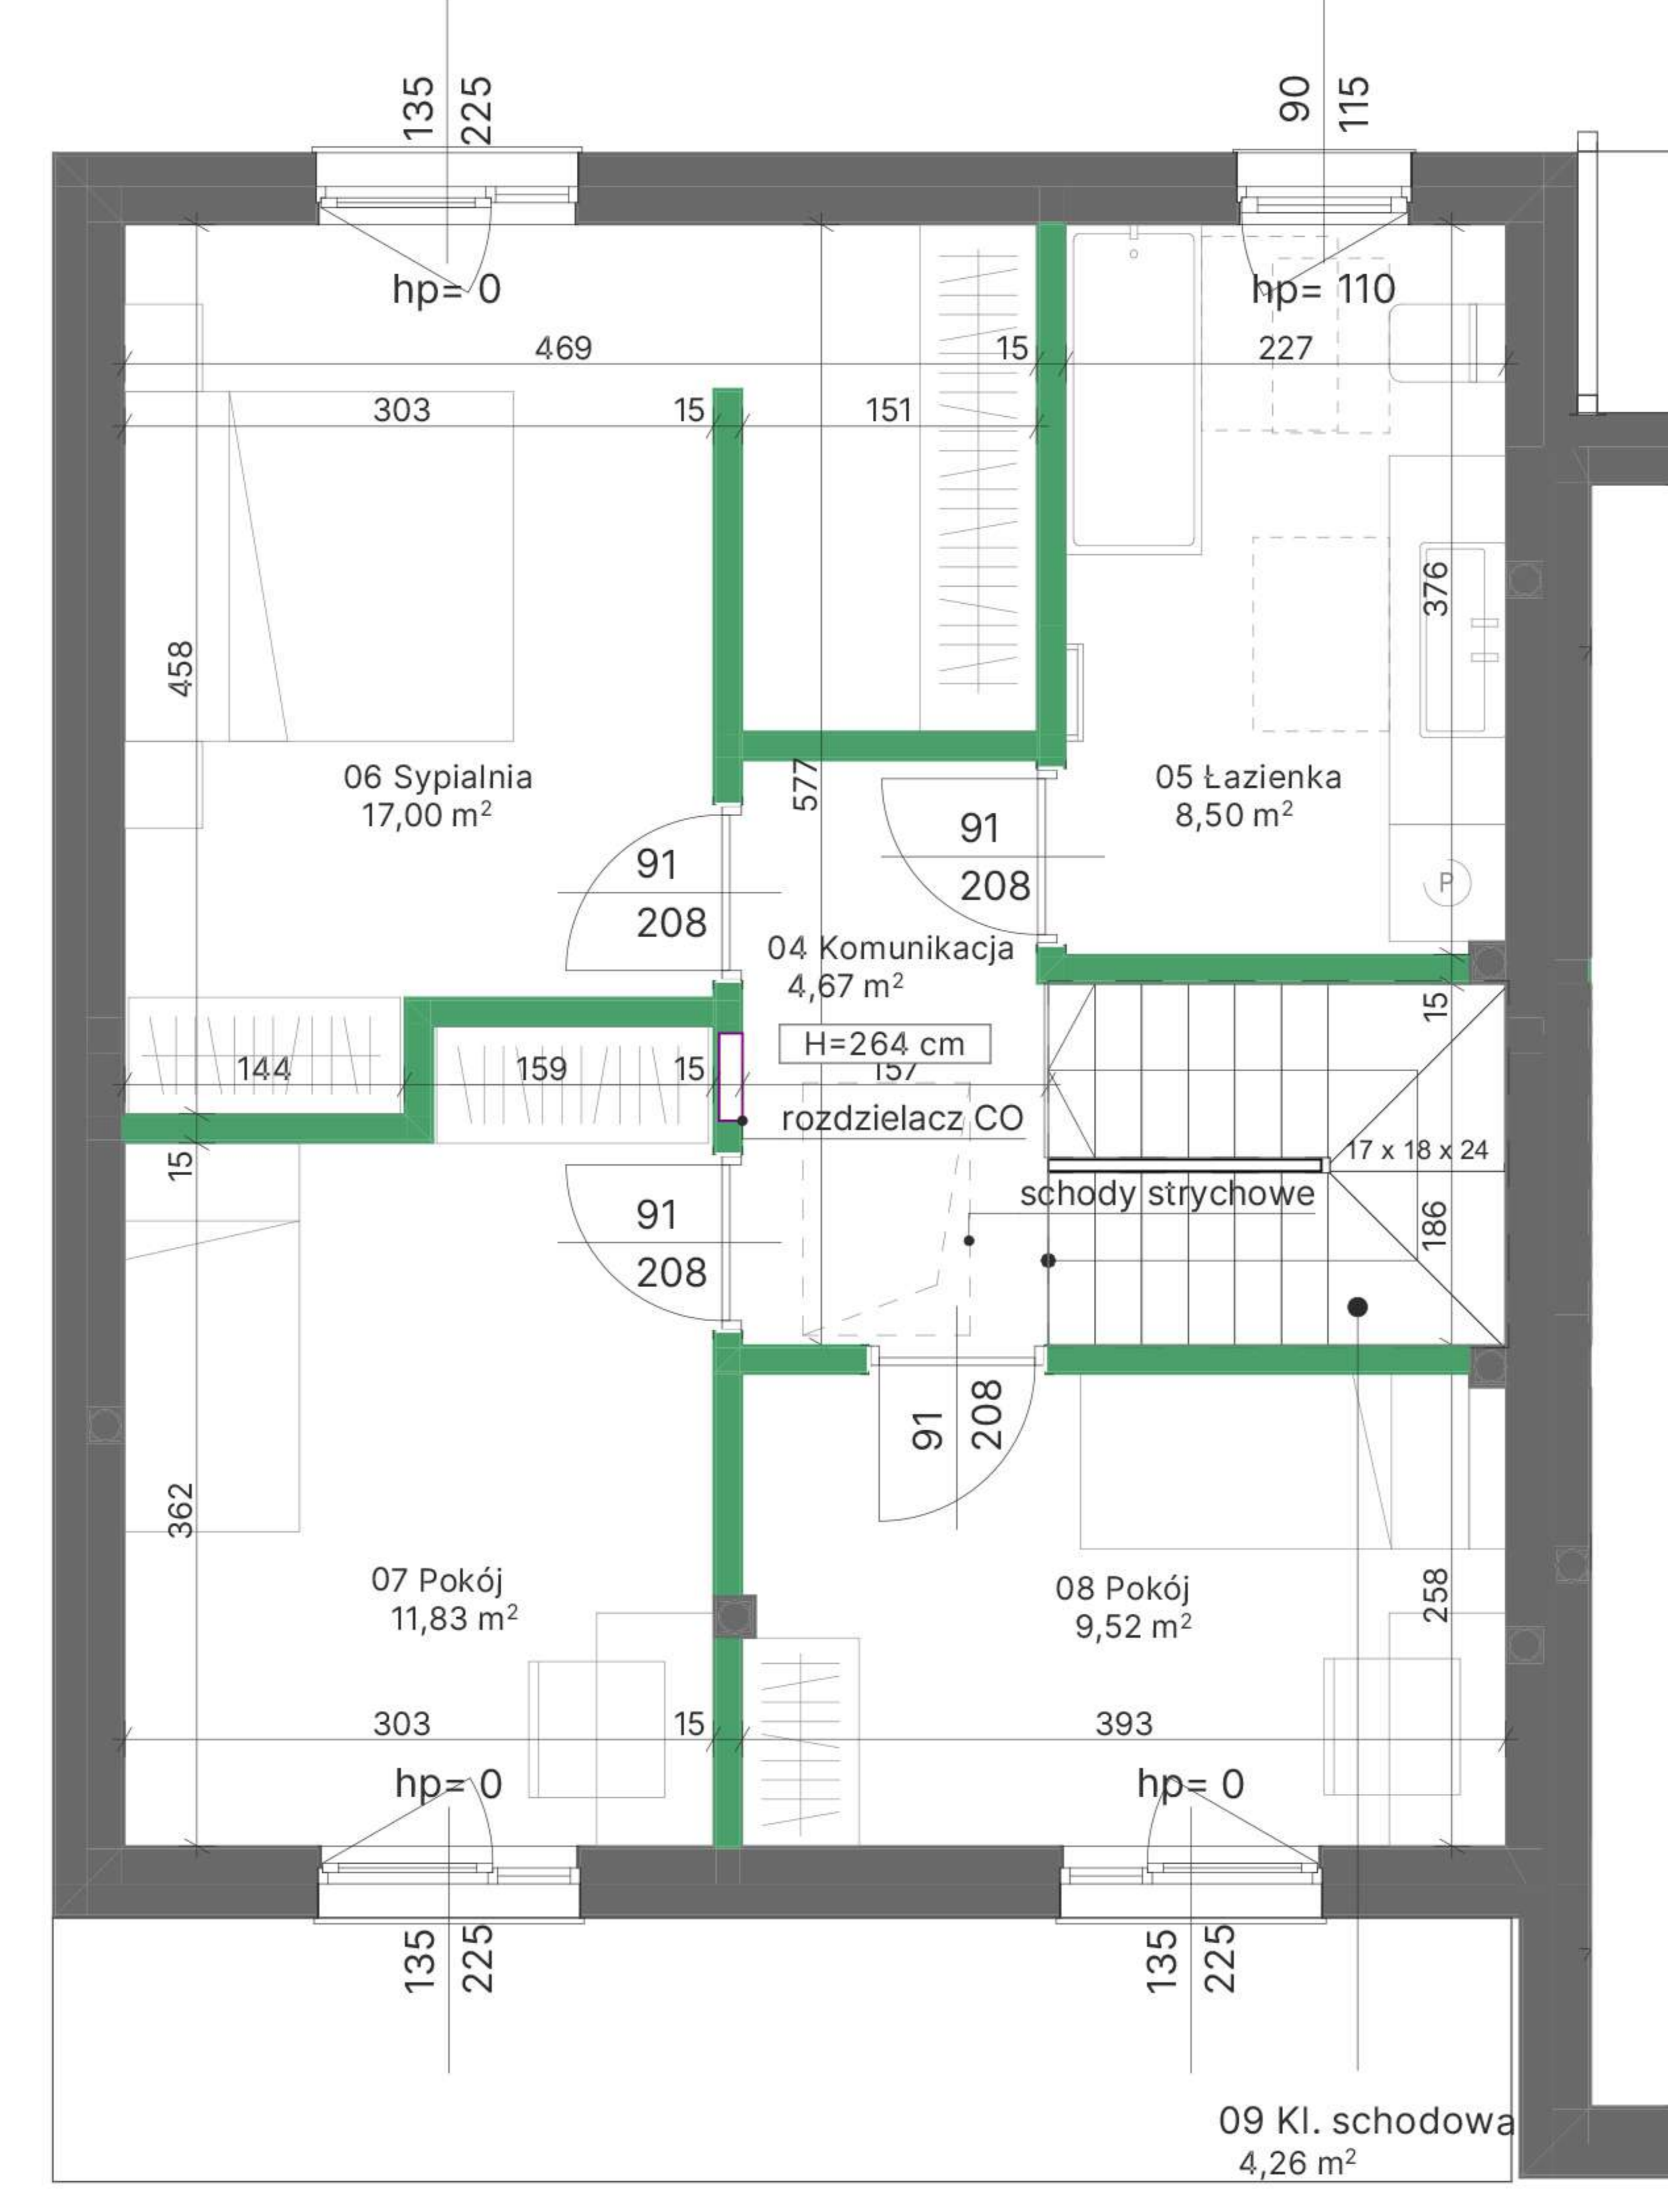 135
225
90
115
hp= 0
hp= 110
469
15
227
303
15
151
458
376
577
06 Sypialnia
17,00 m²
05 Łazienka
8,50 m²
91
208
91
208
P
04 Komunikacja
4,67 m²
15
H=264 cm
144
159
15
157
rozdzielacz CO
15
17 x 18 x 24
schody strychowe
186
91
208
91
208
362
07 Pokój
11,83 m²
08 Pokój
9,52 m²
258
303
15
393
hp= 0
hp= 0
135
225
135
225
09 Kl. schodowa
4,26 m²